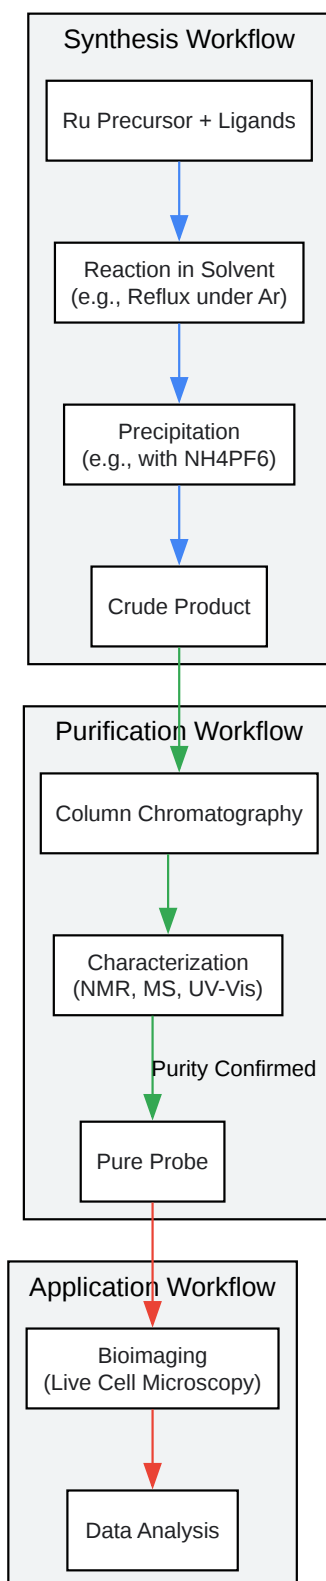 Synthesis Workflow
Ru Precursor + Ligands
Reaction in Solvent
(e.g., Reflux under Ar)
Precipitation
(e.g., with NH4PF6)
Crude Product
Purification Workflow
Column Chromatography
Characterization
(NMR, MS, UV-Vis)
Purity Confirmed
Pure Probe
Application Workflow
Bioimaging
(Live Cell Microscopy)
Data Analysis